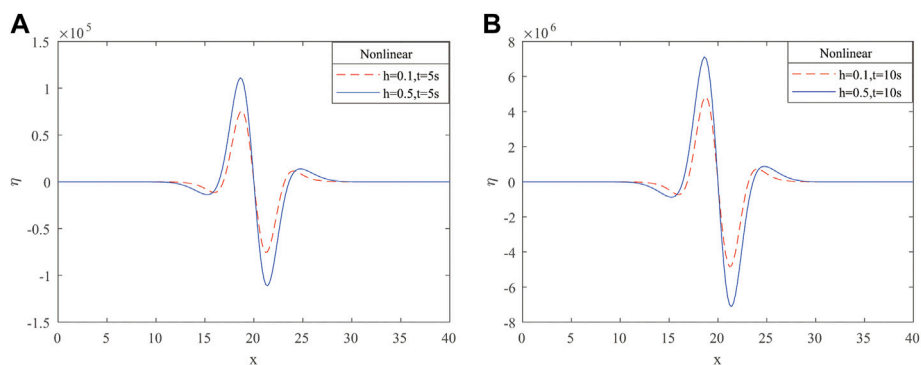 A
×10^5
Nonlinear
h=0.1,t=5s
h=0.5,t=5s
1.5
1
0.5
0
-0.5
-1
-1.5
η
0 5 10 15 20 25 30 35 40
x
B
×10^6
Nonlinear
h=0.1,t=10s
h=0.5,t=10s
8
6
4
2
0
-2
-4
-6
-8
η
0 5 10 15 20 25 30 35 40
x